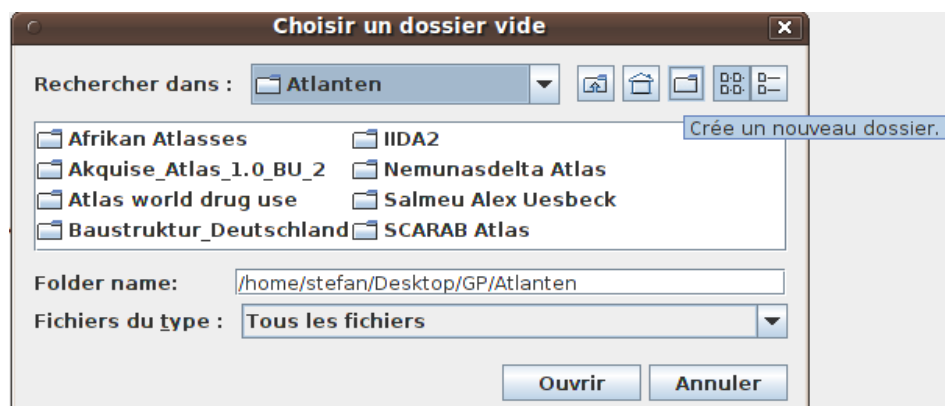 Choisir un dossier vide
Rechercher dans : Atlanten
Crée un nouveau dossier.
Afrikan Atlasses IIDA2
Akquise_Atlas_1.0_BU_2 Nemunasdelta Atlas
Atlas world drug use Salmeu Alex Uesbeck
Baustruktur_Deutschland SCARAB Atlas
Folder name: /home/stefan/Desktop/GP/Atlanten
Fichiers du type : Tous les fichiers
Ouvrir Annuler